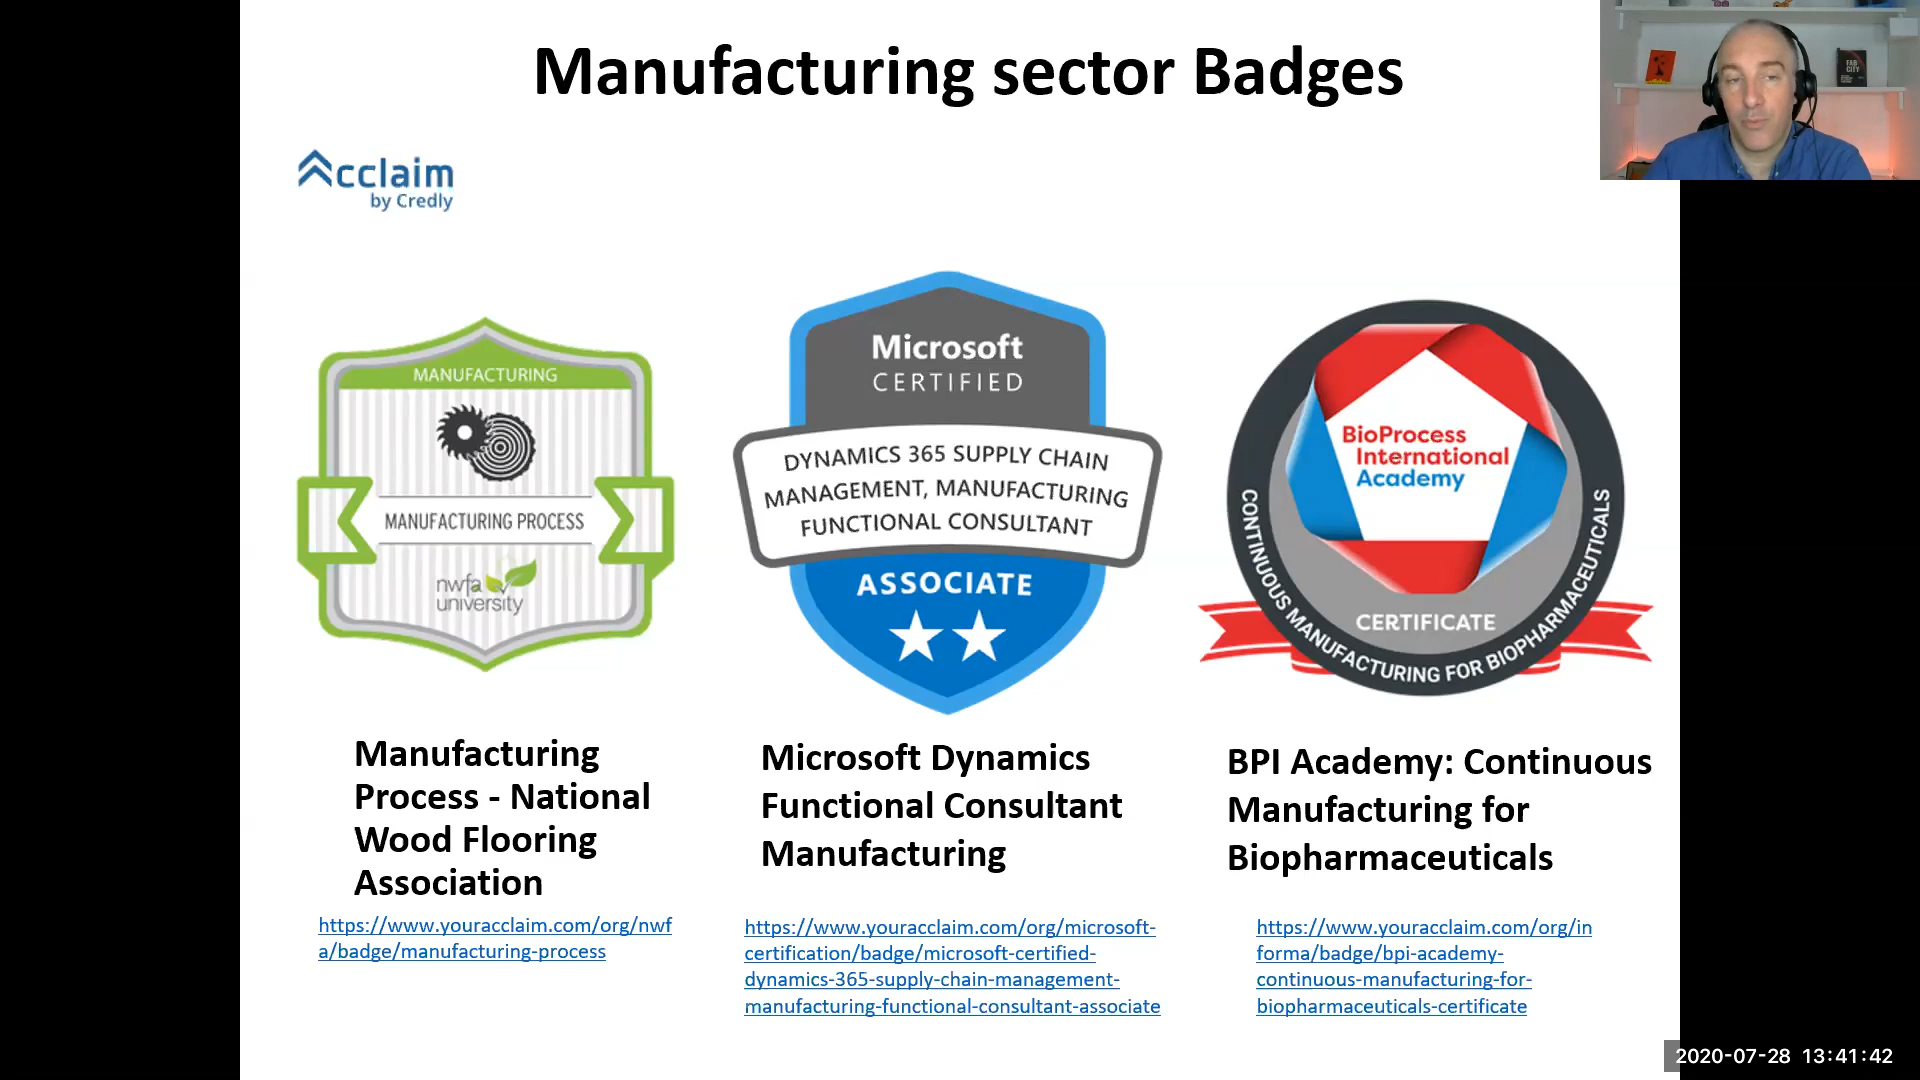 Manufacturing sector Badges
FAB
CITY
cclaim
by Credly
MANUFACTURING
MANUFACTURING PROCESS
nwfa
university
Microsoft
CERTIFIED
DYNAMICS 365 SUPPLY CHAIN
MANAGEMENT, MANUFACTURING
FUNCTIONAL CONSULTANT
ASSOCIATE
BioProcess
International
Academy
CERTIFICATE
CONTINUOUS MANUFACTURING FOR BIOPHARMACEUTICALS
Manufacturing
Process - National
Wood Flooring
Association
https://www.youracclaim.com/org/nwf
a/badge/manufacturing-process
Microsoft Dynamics
Functional Consultant
Manufacturing
https://www.youracclaim.com/org/microsoft-
certification/badge/microsoft-certified-
dynamics-365-supply-chain-management-
manufacturing-functional-consultant-associate
BPI Academy: Continuous
Manufacturing for
Biopharmaceuticals
https://www.youracclaim.com/org/in
forma/badge/bpi-academy-
continuous-manufacturing-for-
biopharmaceuticals-certificate
2020-07-28 13:41:42